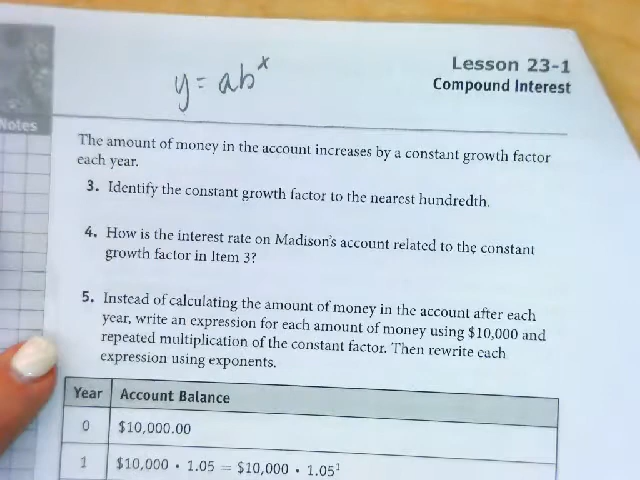 Lesson 23-1
Compound Interest
y = ab^x
Notes
The amount of money in the account increases by a constant growth factor
each year.
3. Identify the constant growth factor to the nearest hundredth.
4. How is the interest rate on Madison's account related to the constant
growth factor in Item 3?
5. Instead of calculating the amount of money in the account after each
year, write an expression for each amount of money using $10,000 and
repeated multiplication of the constant factor. Then rewrite each
expression using exponents.
Year Account Balance
0 $10,000.00
1 $10,000 • 1.05 = $10,000 • 1.05¹